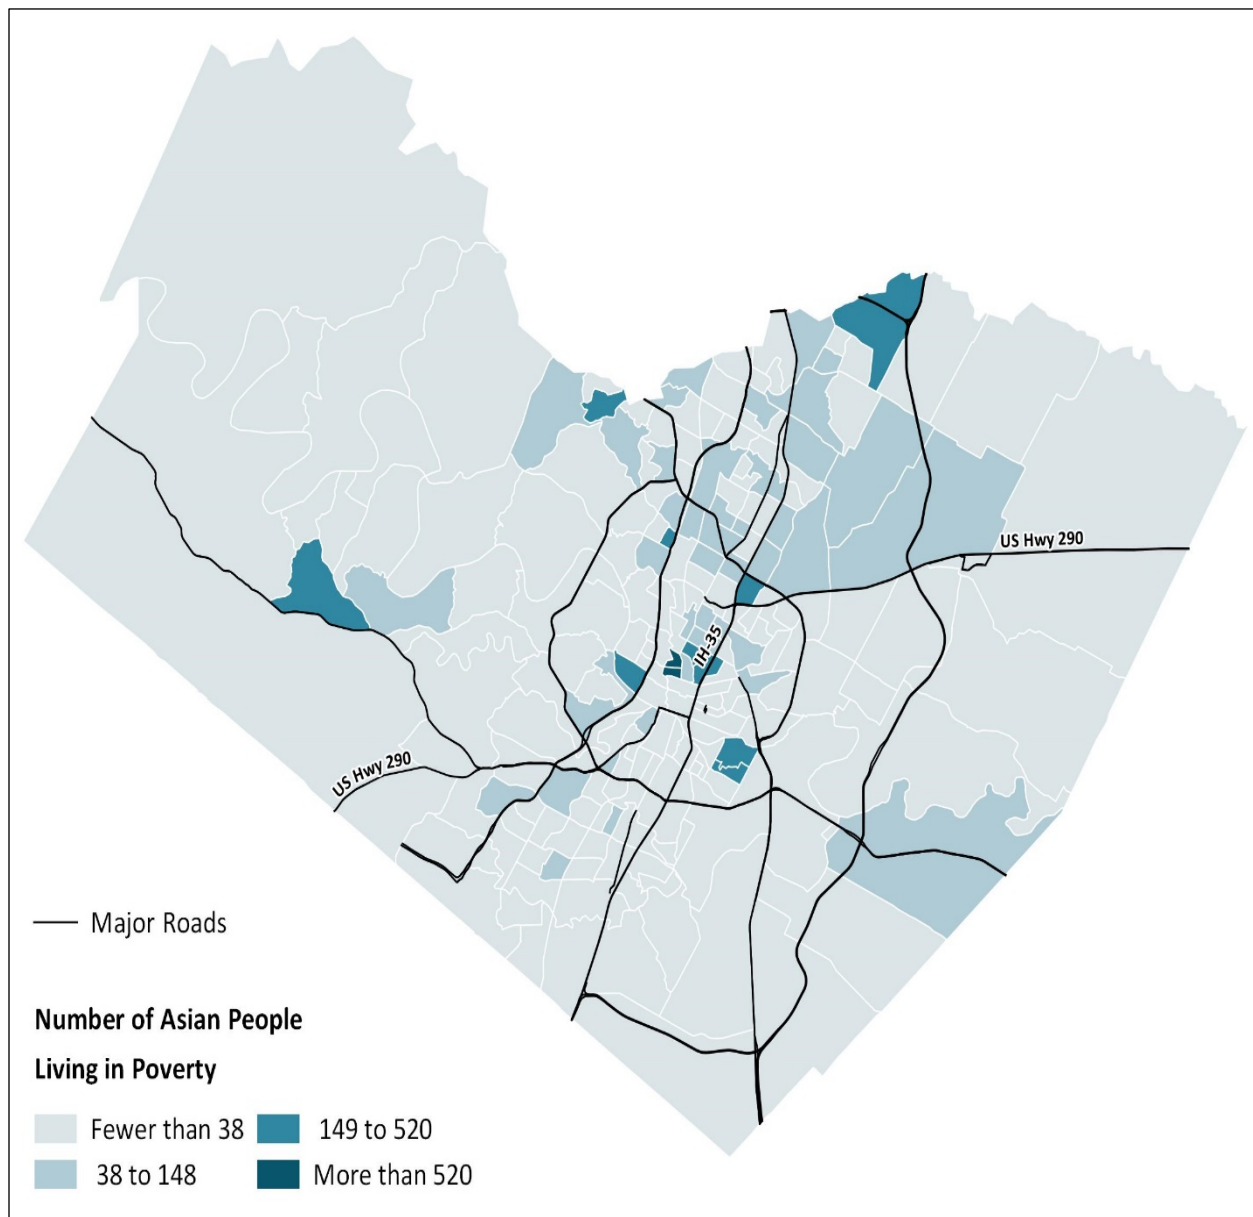 US Hwy 290
IH-35
US Hwy 290
Major Roads
Number of Asian People
Living in Poverty
Fewer than 38
149 to 520
38 to 148
More than 520